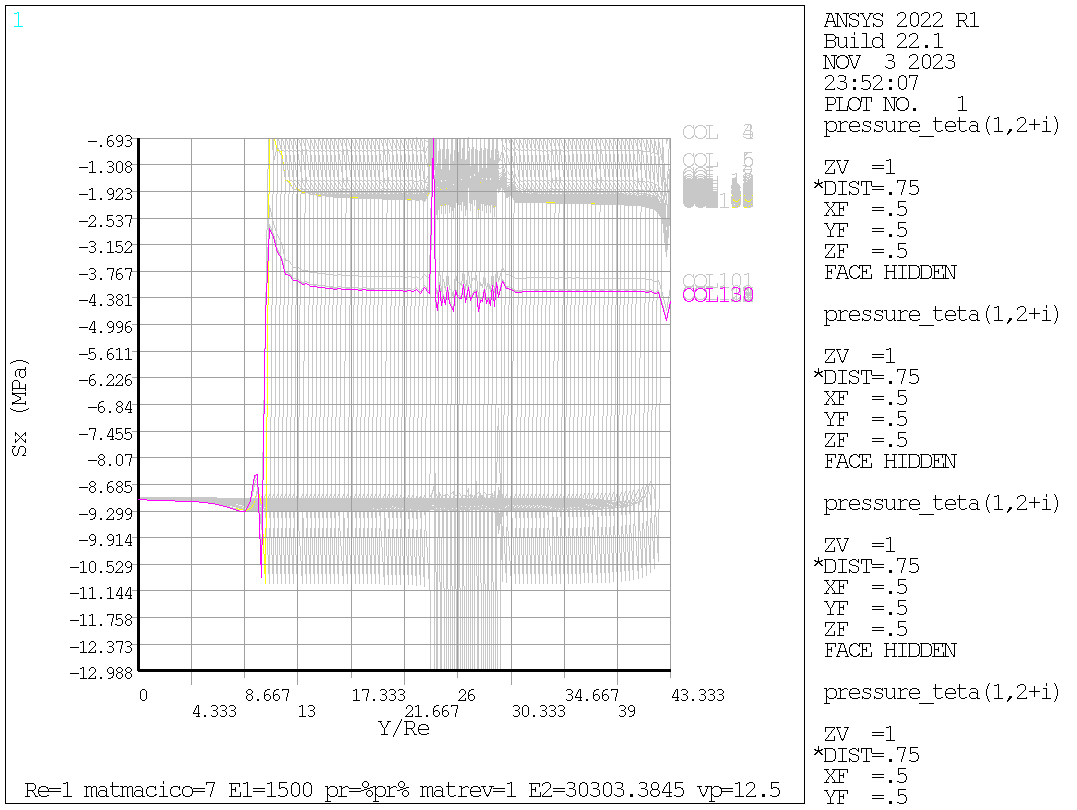 1
ANSYS 2022 R1
Build 22.1
NOV  3 2023
23:52:07
PLOT NO.   1
pressure_teta(1,2+i)
ZV  =1
*DIST=.75
XF  =.5
YF  =.5
ZF  =.5
FACE HIDDEN
pressure_teta(1,2+i)
ZV  =1
*DIST=.75
XF  =.5
YF  =.5
ZF  =.5
FACE HIDDEN
pressure_teta(1,2+i)
ZV  =1
*DIST=.75
XF  =.5
YF  =.5
ZF  =.5
FACE HIDDEN
pressure_teta(1,2+i)
ZV  =1
*DIST=.75
XF  =.5
YF  =.5
COL
COL
COL101
COL130
Sx (MPa)
-.693
-1.308
-1.923
-2.537
-3.152
-3.767
-4.381
-4.996
-5.611
-6.226
-6.84
-7.455
-8.07
-8.685
-9.299
-9.914
-10.529
-11.144
-11.758
-12.373
-12.988
0
4.333
8.667
13
17.333
21.667
26
30.333
34.667
39
43.333
Y/Re
Re=1 matmacico=7 E1=1500 pr=%pr% matrev=1 E2=30303.3845 vp=12.5